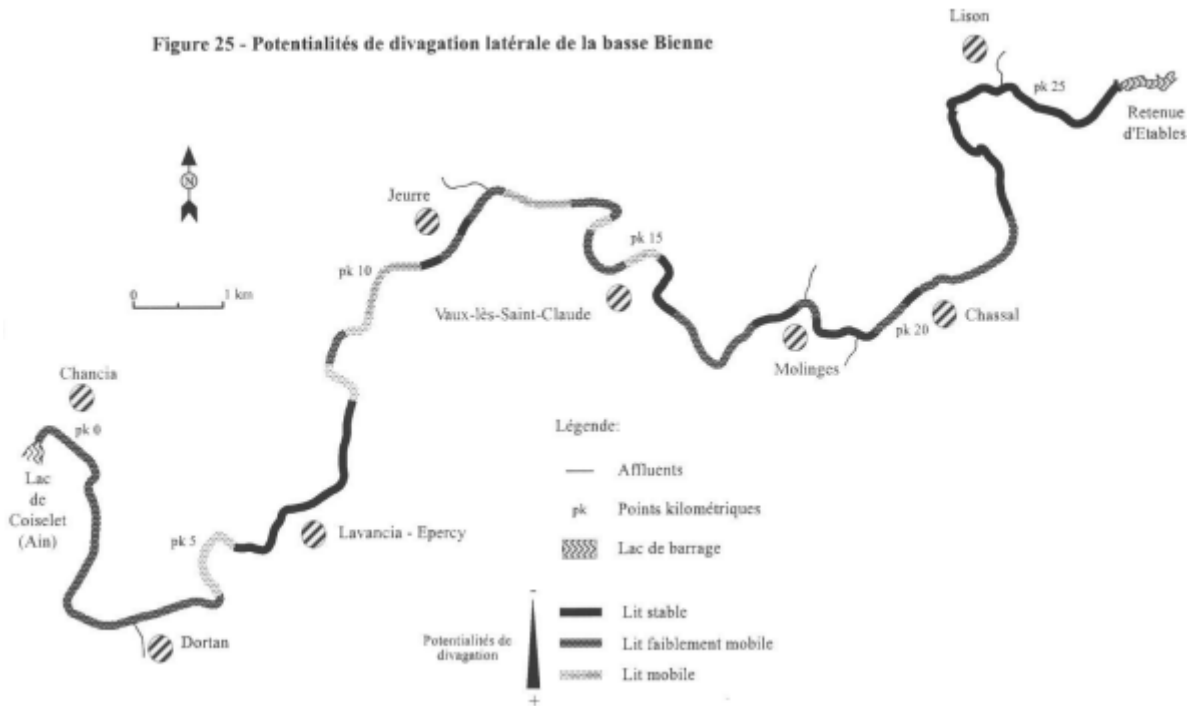 Figure 25 - Potentialités de divagation latérale de la basse Bienne
Lison
pk 25
Retenue
d'Etables
N
Jeurre
pk 10
pk 15
0
1 km
Vaux-lès-Saint-Claude
pk 20
Chassal
Molinges
Chancia
pk 0
Lac
de
Coiselet
(Ain)
pk 5
Lavancia - Epercy
Dortan
Légende:
Affluents
pk Points kilométriques
Lac de barrage
-
Potentialités de
divagation
+
Lit stable
Lit faiblement mobile
Lit mobile